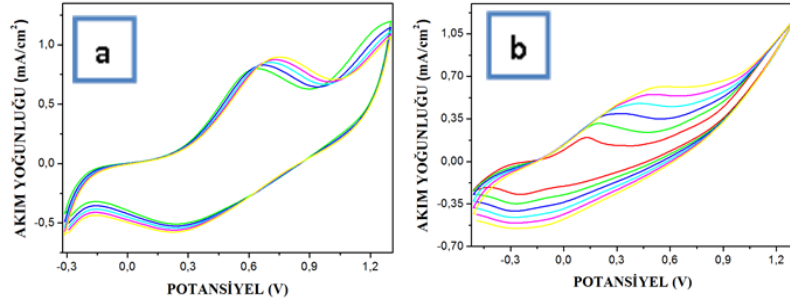 a
AKIM YOĞUNLUĞU (mA/cm²)
1,0
0,5
0,0
-0,5
-0,3 0,0 0,3 0,6 0,9 1,2
POTANSİYEL (V)
b
AKIM YOĞUNLUĞU (mA/cm²)
1,05
0,70
0,35
0,00
-0,35
-0,70
-0,3 0,0 0,3 0,6 0,9 1,2
POTANSİYEL (V)